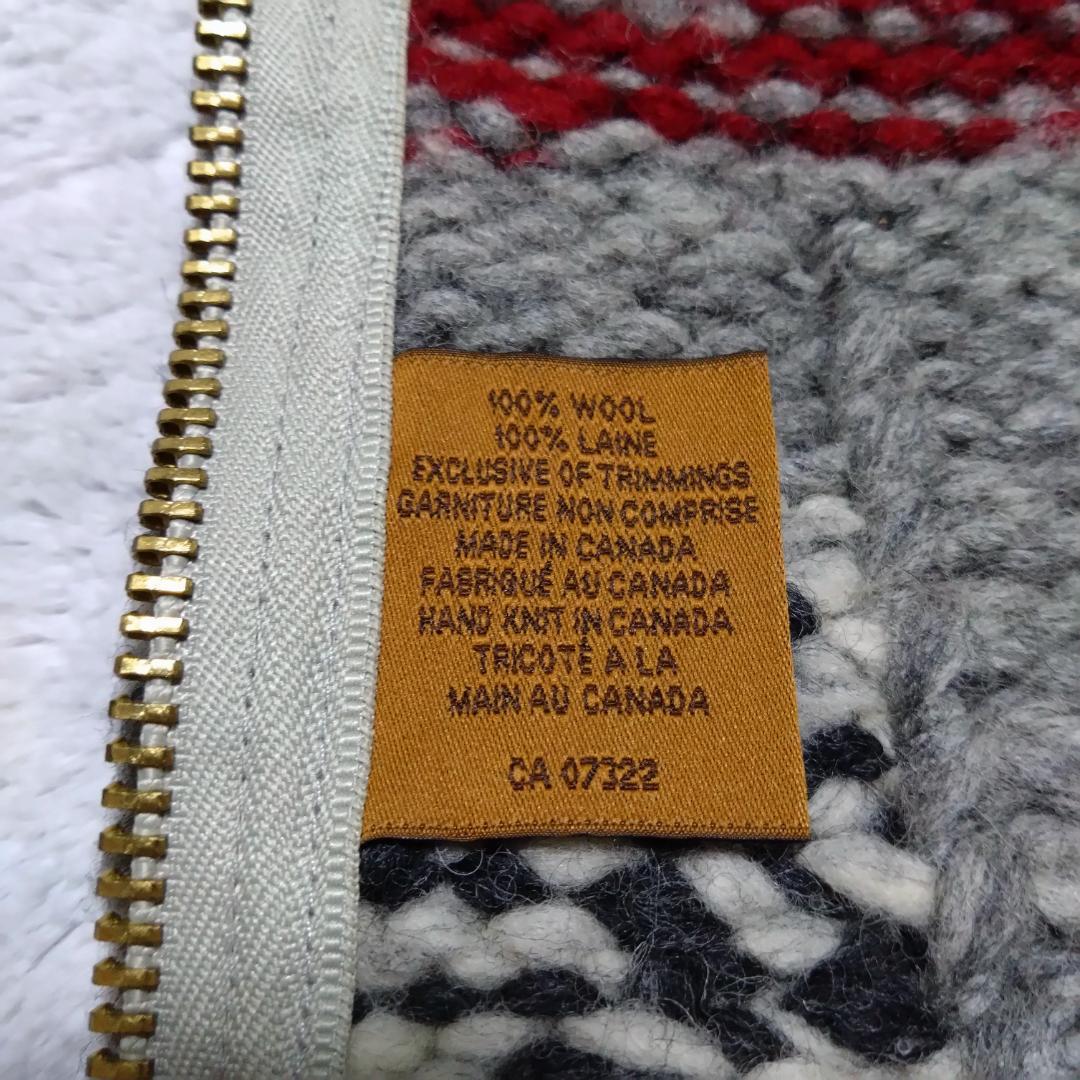 100% WOOL
100% LAINE
EXCLUSIVE OF TRIMMINGS
GARNITURE NON COMPRISE
MADE IN CANADA
FABRIQUÉ AU CANADA
HAND KNIT IN CANADA
TRICOTÉ A LA
MAIN AU CANADA
CA 07322